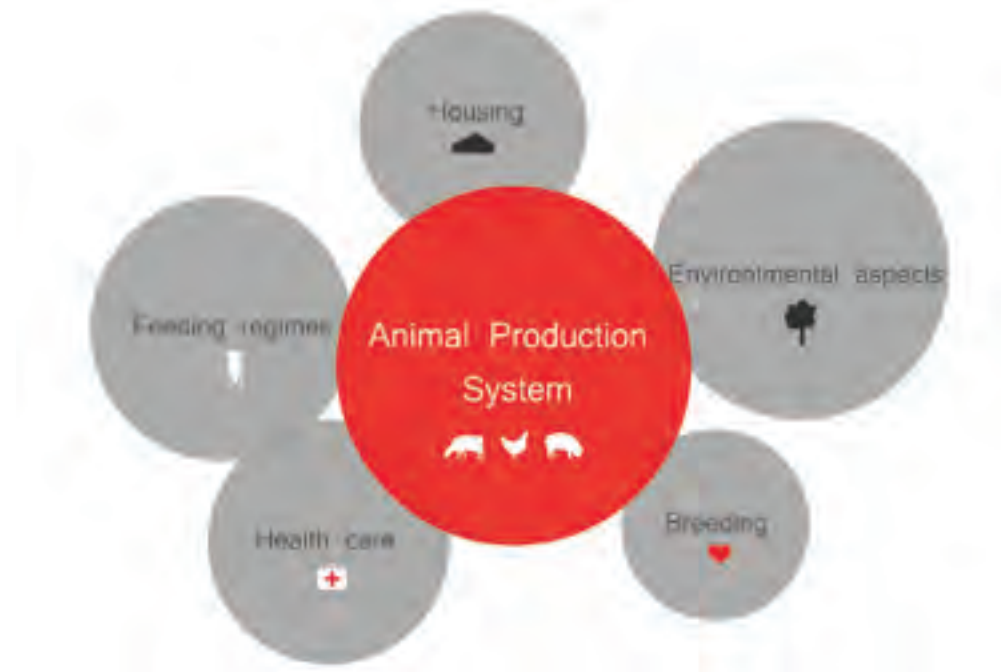 Housing
Environmental aspects
Feeding regimes
Animal Production
System
Health care
Breeding